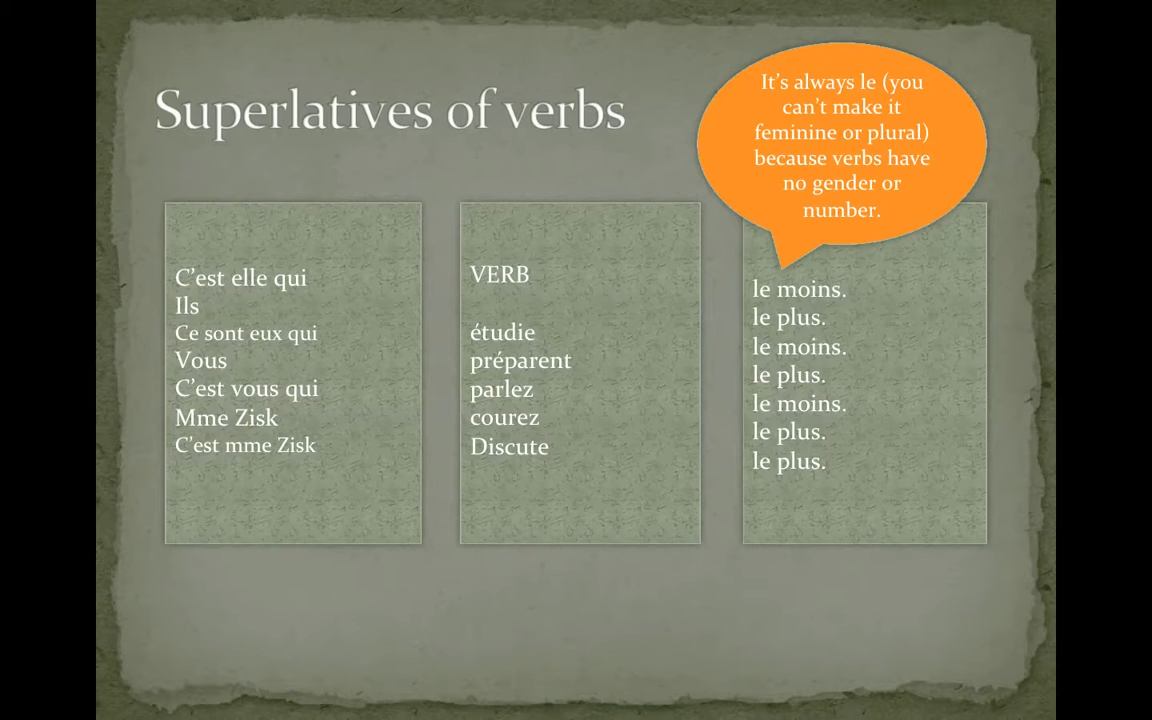 Superlatives of verbs
It's always le (you
can't make it
feminine or plural)
because verbs have
no gender or
number.
C'est elle qui
Ils
Ce sont eux qui
Vous
C'est vous qui
Mme Zisk
C'est mme Zisk
VERB
étudie
préparent
parlez
courez
Discute
le moins.
le plus.
le moins.
le plus.
le moins.
le plus.
le plus.